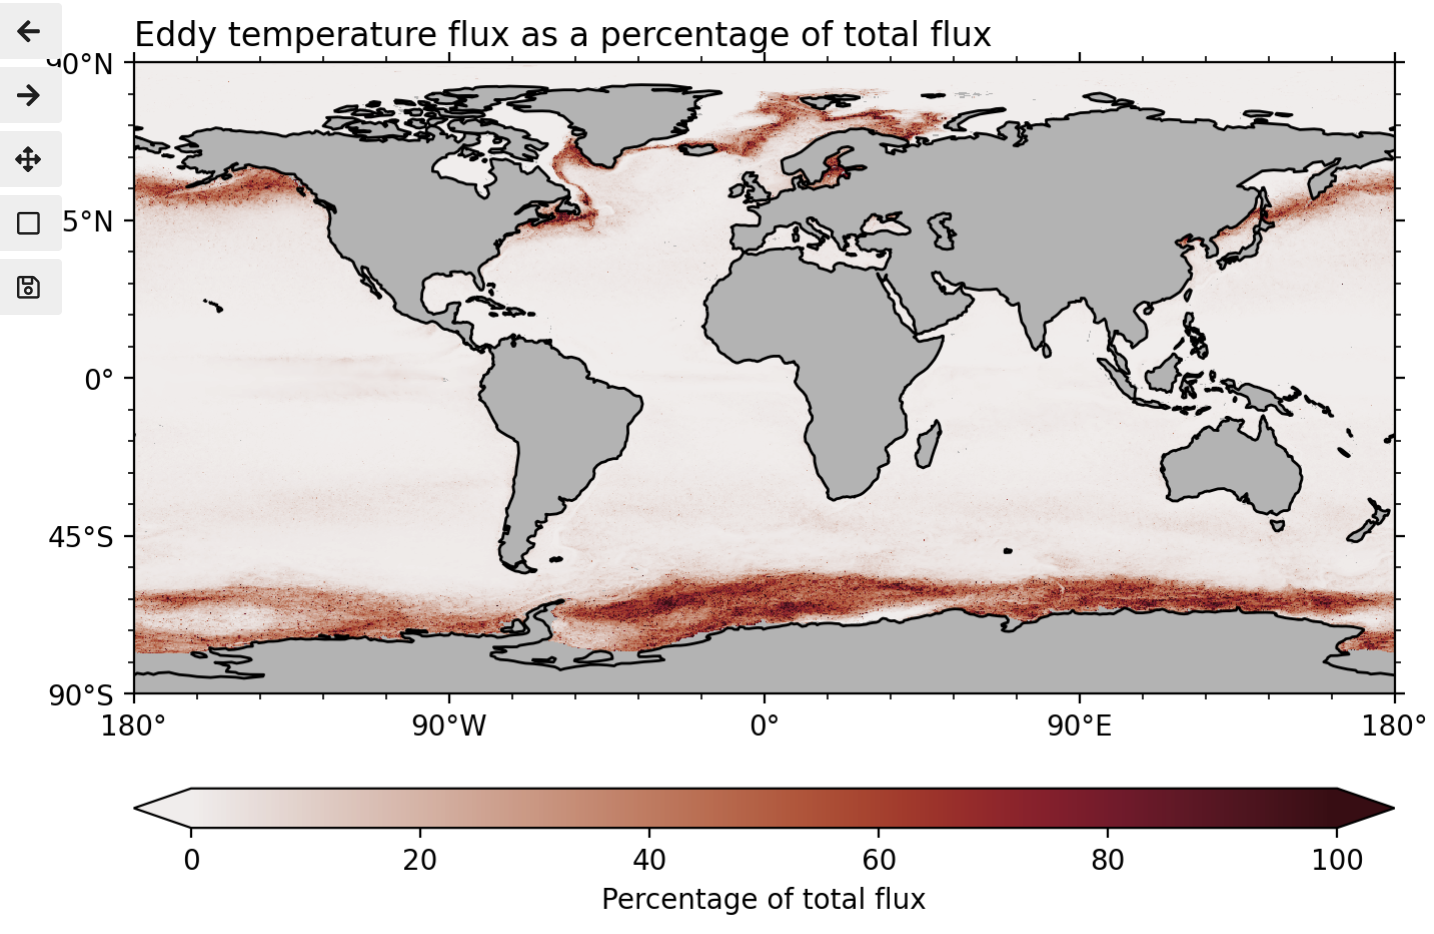 Eddy temperature flux as a percentage of total flux
90°N
5°N
0°
45°S
90°S
180° 90°W 0° 90°E 180°
0 20 40 60 80 100
Percentage of total flux